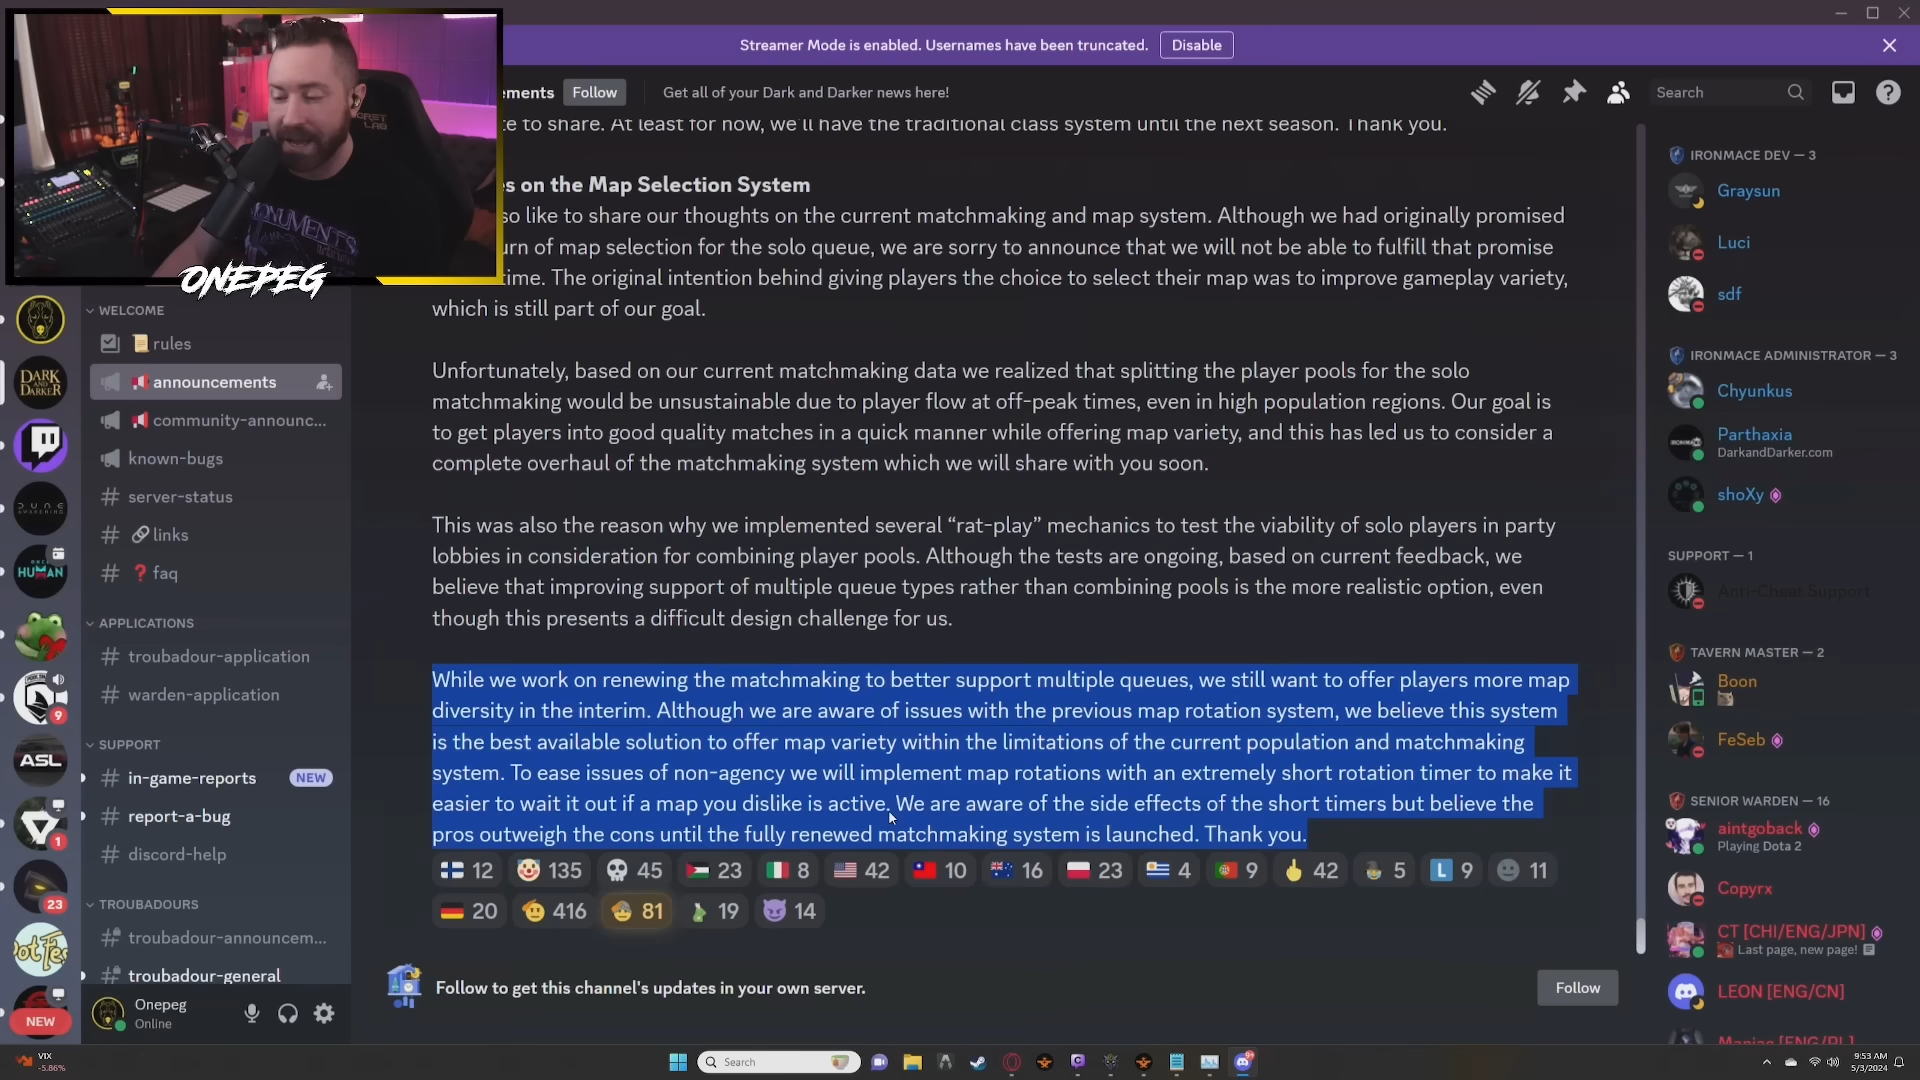 Streamer Mode is enabled. Usernames have been truncated.
Disable
ements
Follow
Get all of your Dark and Darker news here!
Search
te to share. At least for now, we'll have the traditional class system until the next season. Thank you.
es on the Map Selection System
so like to share our thoughts on the current matchmaking and map system. Although we had originally promised
urn of map selection for the solo queue, we are sorry to announce that we will not be able to fulfill that promise
time. The original intention behind giving players the choice to select their map was to improve gameplay variety,
which is still part of our goal.
Unfortunately, based on our current matchmaking data we realized that splitting the player pools for the solo
matchmaking would be unsustainable due to player flow at off-peak times, even in high population regions. Our goal is
to get players into good quality matches in a quick manner while offering map variety, and this has led us to consider a
complete overhaul of the matchmaking system which we will share with you soon.
This was also the reason why we implemented several “rat-play” mechanics to test the viability of solo players in party
lobbies in consideration for combining player pools. Although the tests are ongoing, based on current feedback, we
believe that improving support of multiple queue types rather than combining pools is the more realistic option, even
though this presents a difficult design challenge for us.
While we work on renewing the matchmaking to better support multiple queues, we still want to offer players more map
diversity in the interim. Although we are aware of issues with the previous map rotation system, we believe this system
is the best available solution to offer map variety within the limitations of the current population and matchmaking
system. To ease issues of non-agency we will implement map rotations with an extremely short rotation timer to make it
easier to wait it out if a map you dislike is active. We are aware of the side effects of the short timers but believe the
pros outweigh the cons until the fully renewed matchmaking system is launched. Thank you.
12 135 45 23 8 42 10 16 23 4 9 42 5 L 9 11
20 416 81 19 14
Follow to get this channel's updates in your own server.
Follow
ONEPEG
MONUMENTS
SECRET
LAB
WELCOME
rules
announcements
community-announc...
known-bugs
server-status
links
faq
APPLICATIONS
troubadour-application
warden-application
SUPPORT
in-game-reports
NEW
report-a-bug
discord-help
TROUBADOURS
troubadour-announcem...
troubadour-general
DARK
AND
DARKER
DUNE
HUMAN
9
ASL
1
23
NEW
Onepeg
Online
IRONMACE DEV — 3
Graysun
Luci
sdf
IRONMACE ADMINISTRATOR — 3
Chyunkus
Parthaxia
DarkandDarker.com
shoXy
SUPPORT — 1
Anti-Cheat Support
TAVERN MASTER — 2
Boon
FeSeb
SENIOR WARDEN — 16
aintgoback
Playing Dota 2
Copyrx
CT [CHI/ENG/JPN]
Last page, new page!
LEON [ENG/CN]
Maniac [ENG/PL]
VIX
-5.86%
Search
9:53 AM
5/3/2024